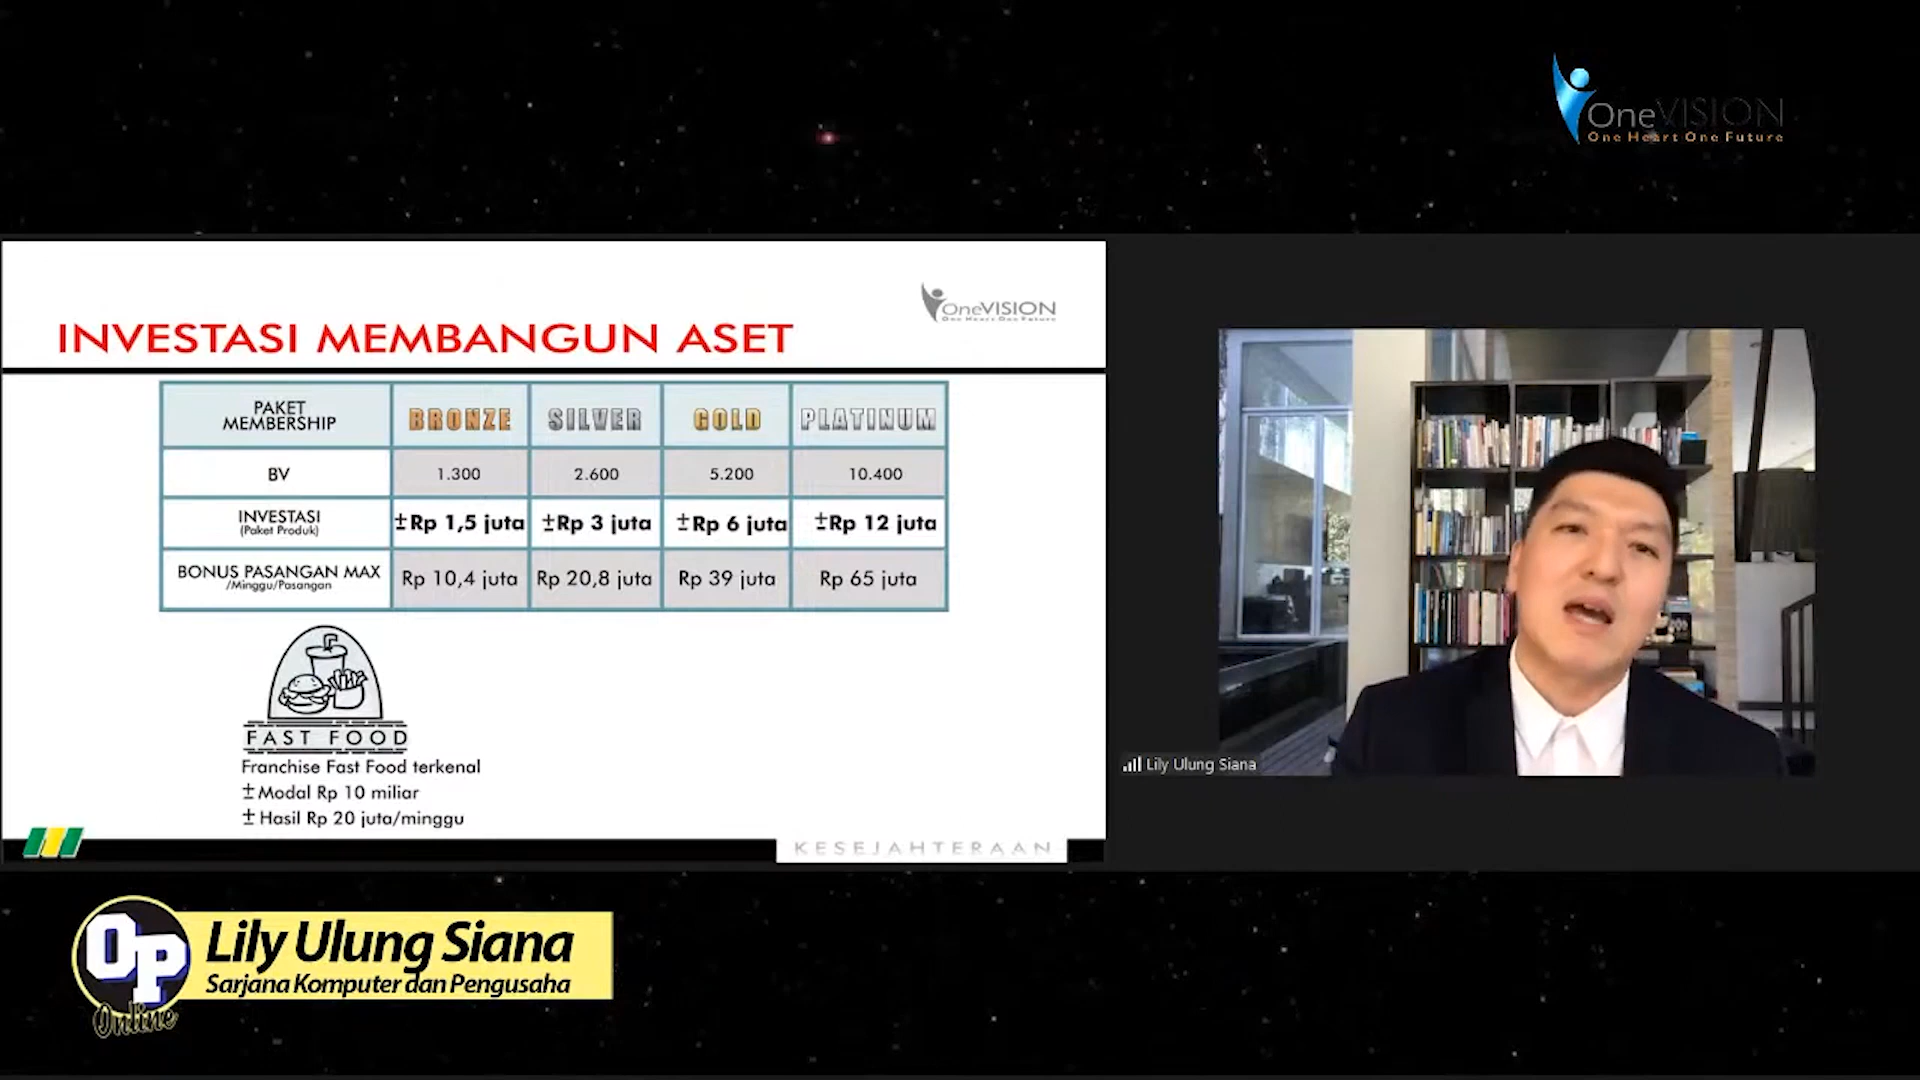 OneVISION
One Heart One Future
OneVISION
One Heart One Future
INVESTASI MEMBANGUN ASET
PAKET MEMBERSHIP BRONZE SILVER GOLD PLATINUM
BV 1.300 2.600 5.200 10.400
INVESTASI (Paket Produk) ±Rp 1,5 juta ±Rp 3 juta ±Rp 6 juta ±Rp 12 juta
BONUS PASANGAN MAX /Minggu/Pasangan Rp 10,4 juta Rp 20,8 juta Rp 39 juta Rp 65 juta
FAST FOOD
Franchise Fast Food terkenal
± Modal Rp 10 miliar
± Hasil Rp 20 juta/minggu
KESEJAHTERAAN
Lily Ulung Siana
OP
Online
Lily Ulung Siana
Sarjana Komputer dan Pengusaha